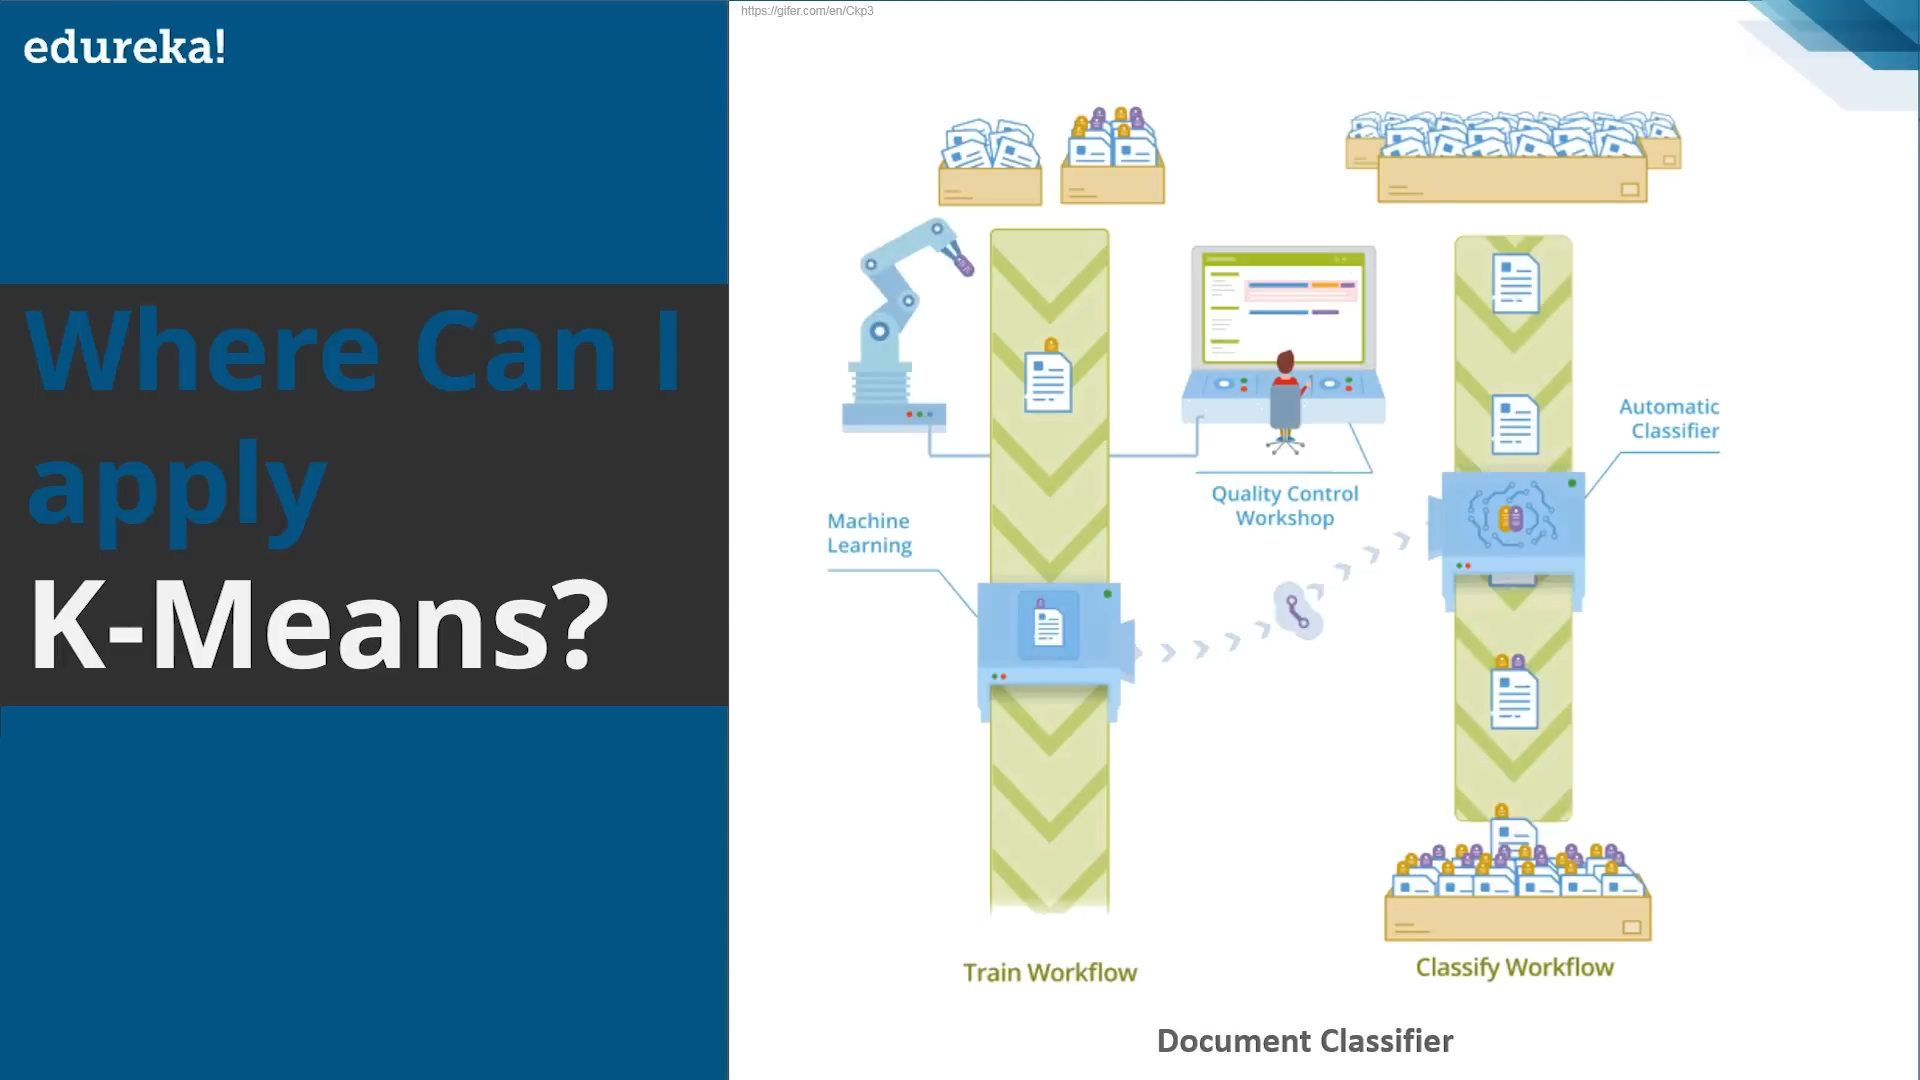 edureka!
https://gifer.com/en/Ckp3
Where Can I
apply
K-Means?
Automatic
Classifier
Quality Control
Workshop
Machine
Learning
Train Workflow
Classify Workflow
Document Classifier